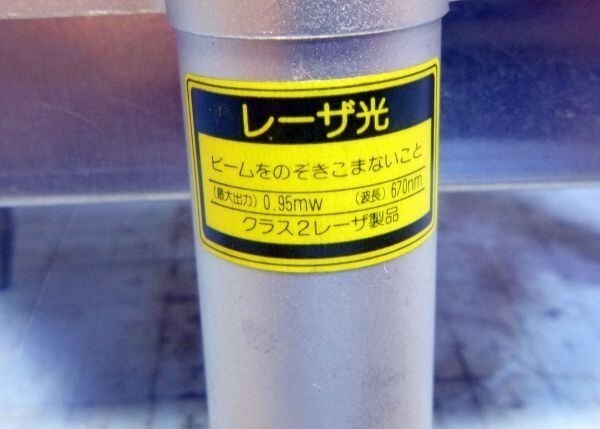 レーザ光
ビームをのぞきこまないこと
(最大出力) 0.95mW (波長) 670nm
クラス2レーザ製品